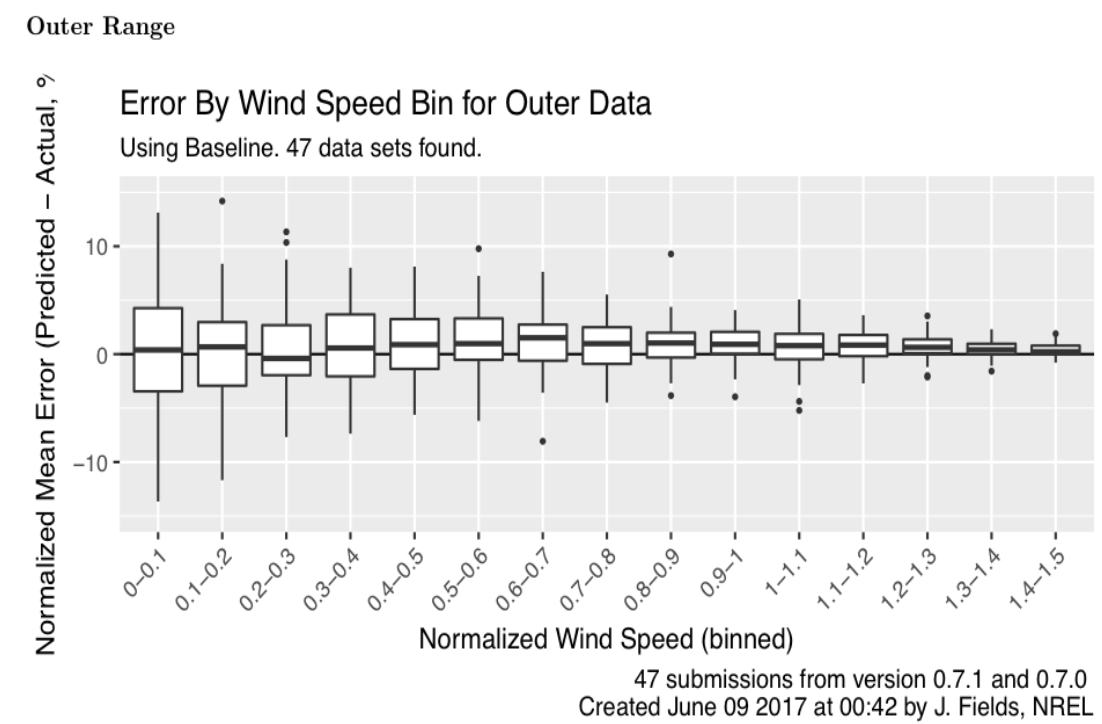 Outer Range
Error By Wind Speed Bin for Outer Data
Using Baseline. 47 data sets found.
Normalized Mean Error (Predicted − Actual, %
10
0
−10
0−0.1
0.1−0.2
0.2−0.3
0.3−0.4
0.4−0.5
0.5−0.6
0.6−0.7
0.7−0.8
0.8−0.9
0.9−1
1−1.1
1.1−1.2
1.2−1.3
1.3−1.4
1.4−1.5
Normalized Wind Speed (binned)
47 submissions from version 0.7.1 and 0.7.0
Created June 09 2017 at 00:42 by J. Fields, NREL